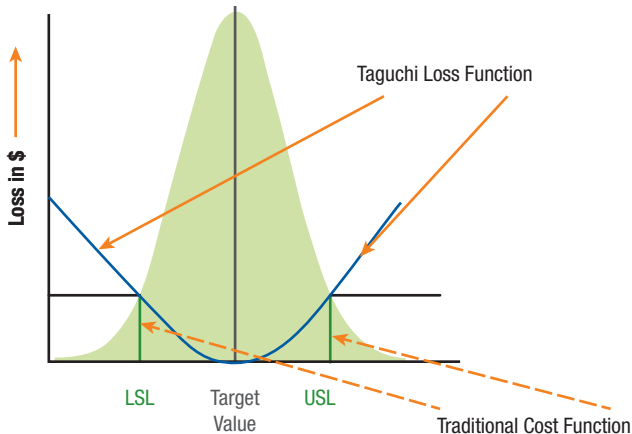 Taguchi Loss Function
Loss in $
LSL
Target
Value
USL
Traditional Cost Function